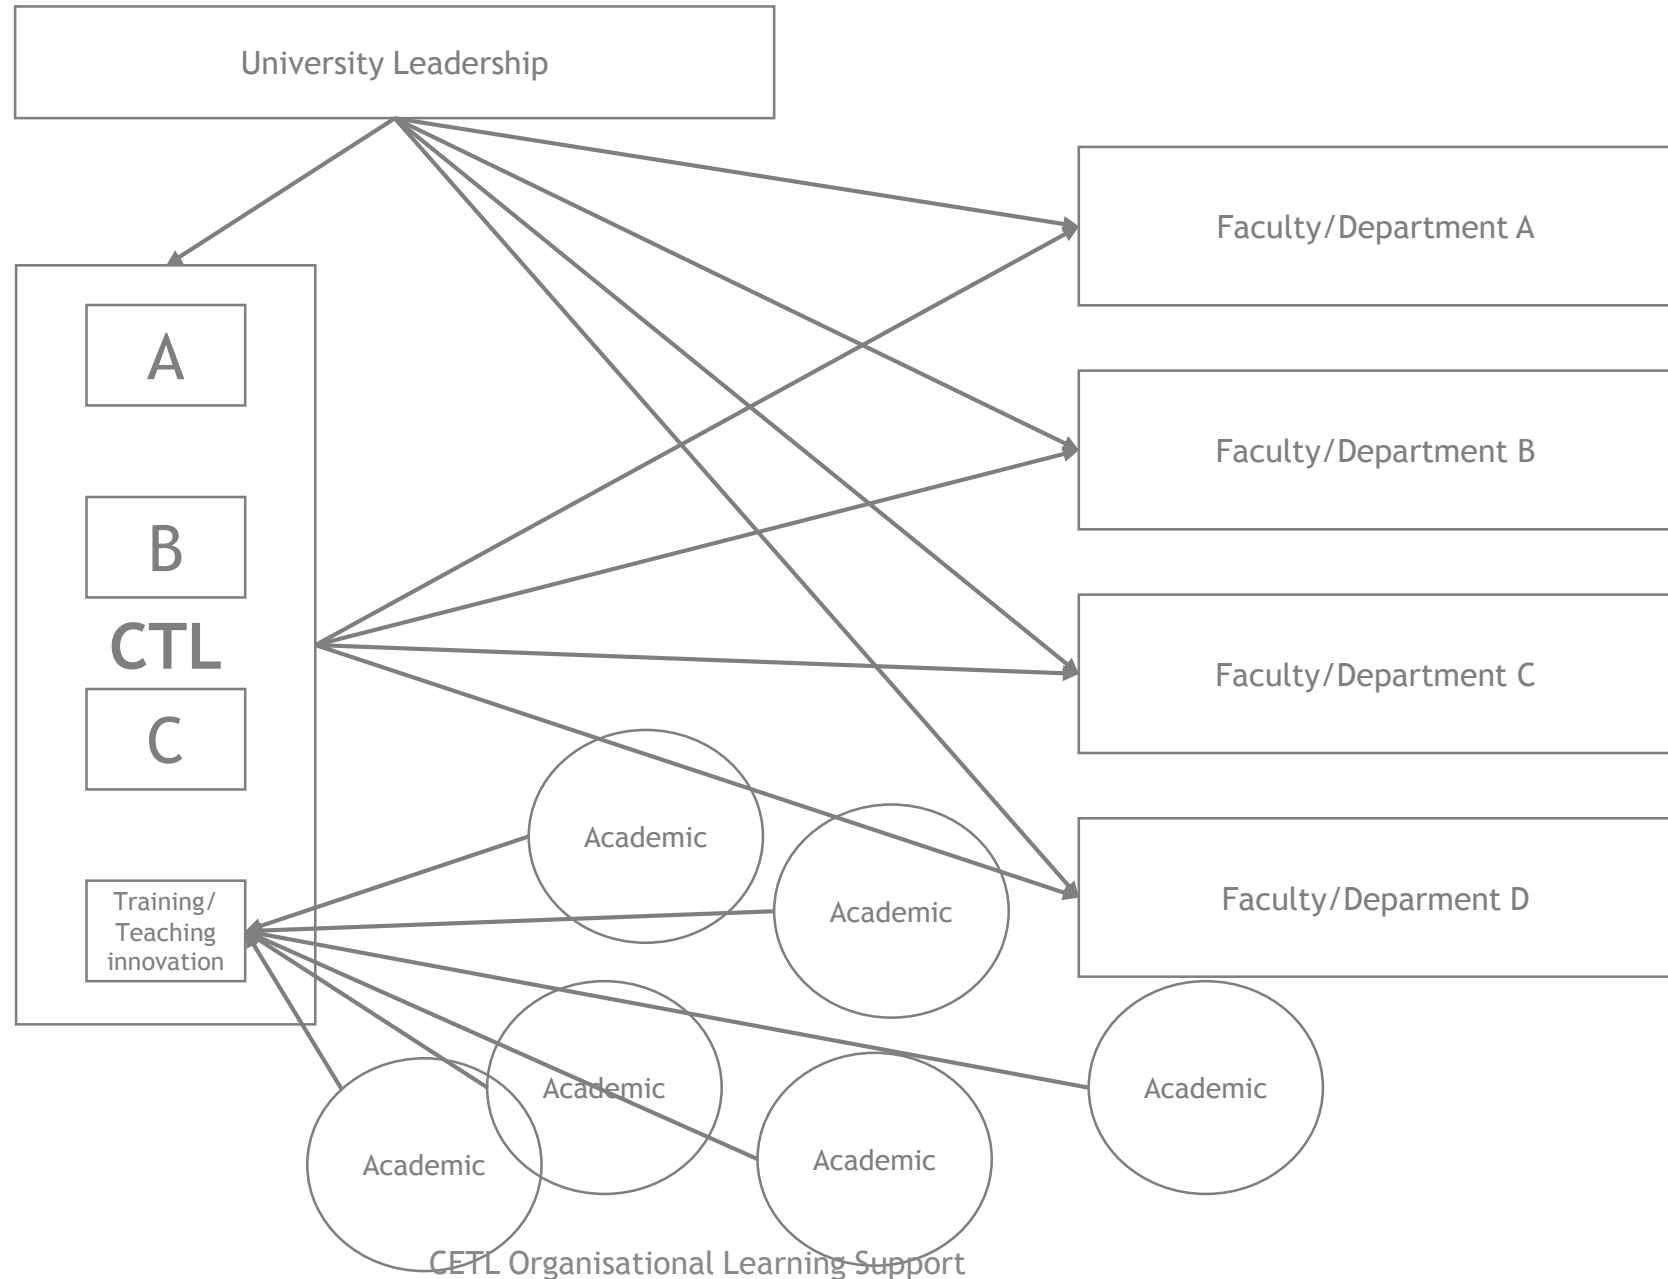 University Leadership
Faculty/Department A
A
Faculty/Department B
B
CTL
Faculty/Department C
C
Academic
Training/
Teaching
innovation
Academic
Faculty/Deparment D
Academic
Academic
Academic
Academic
CETL Organisational Learning Support